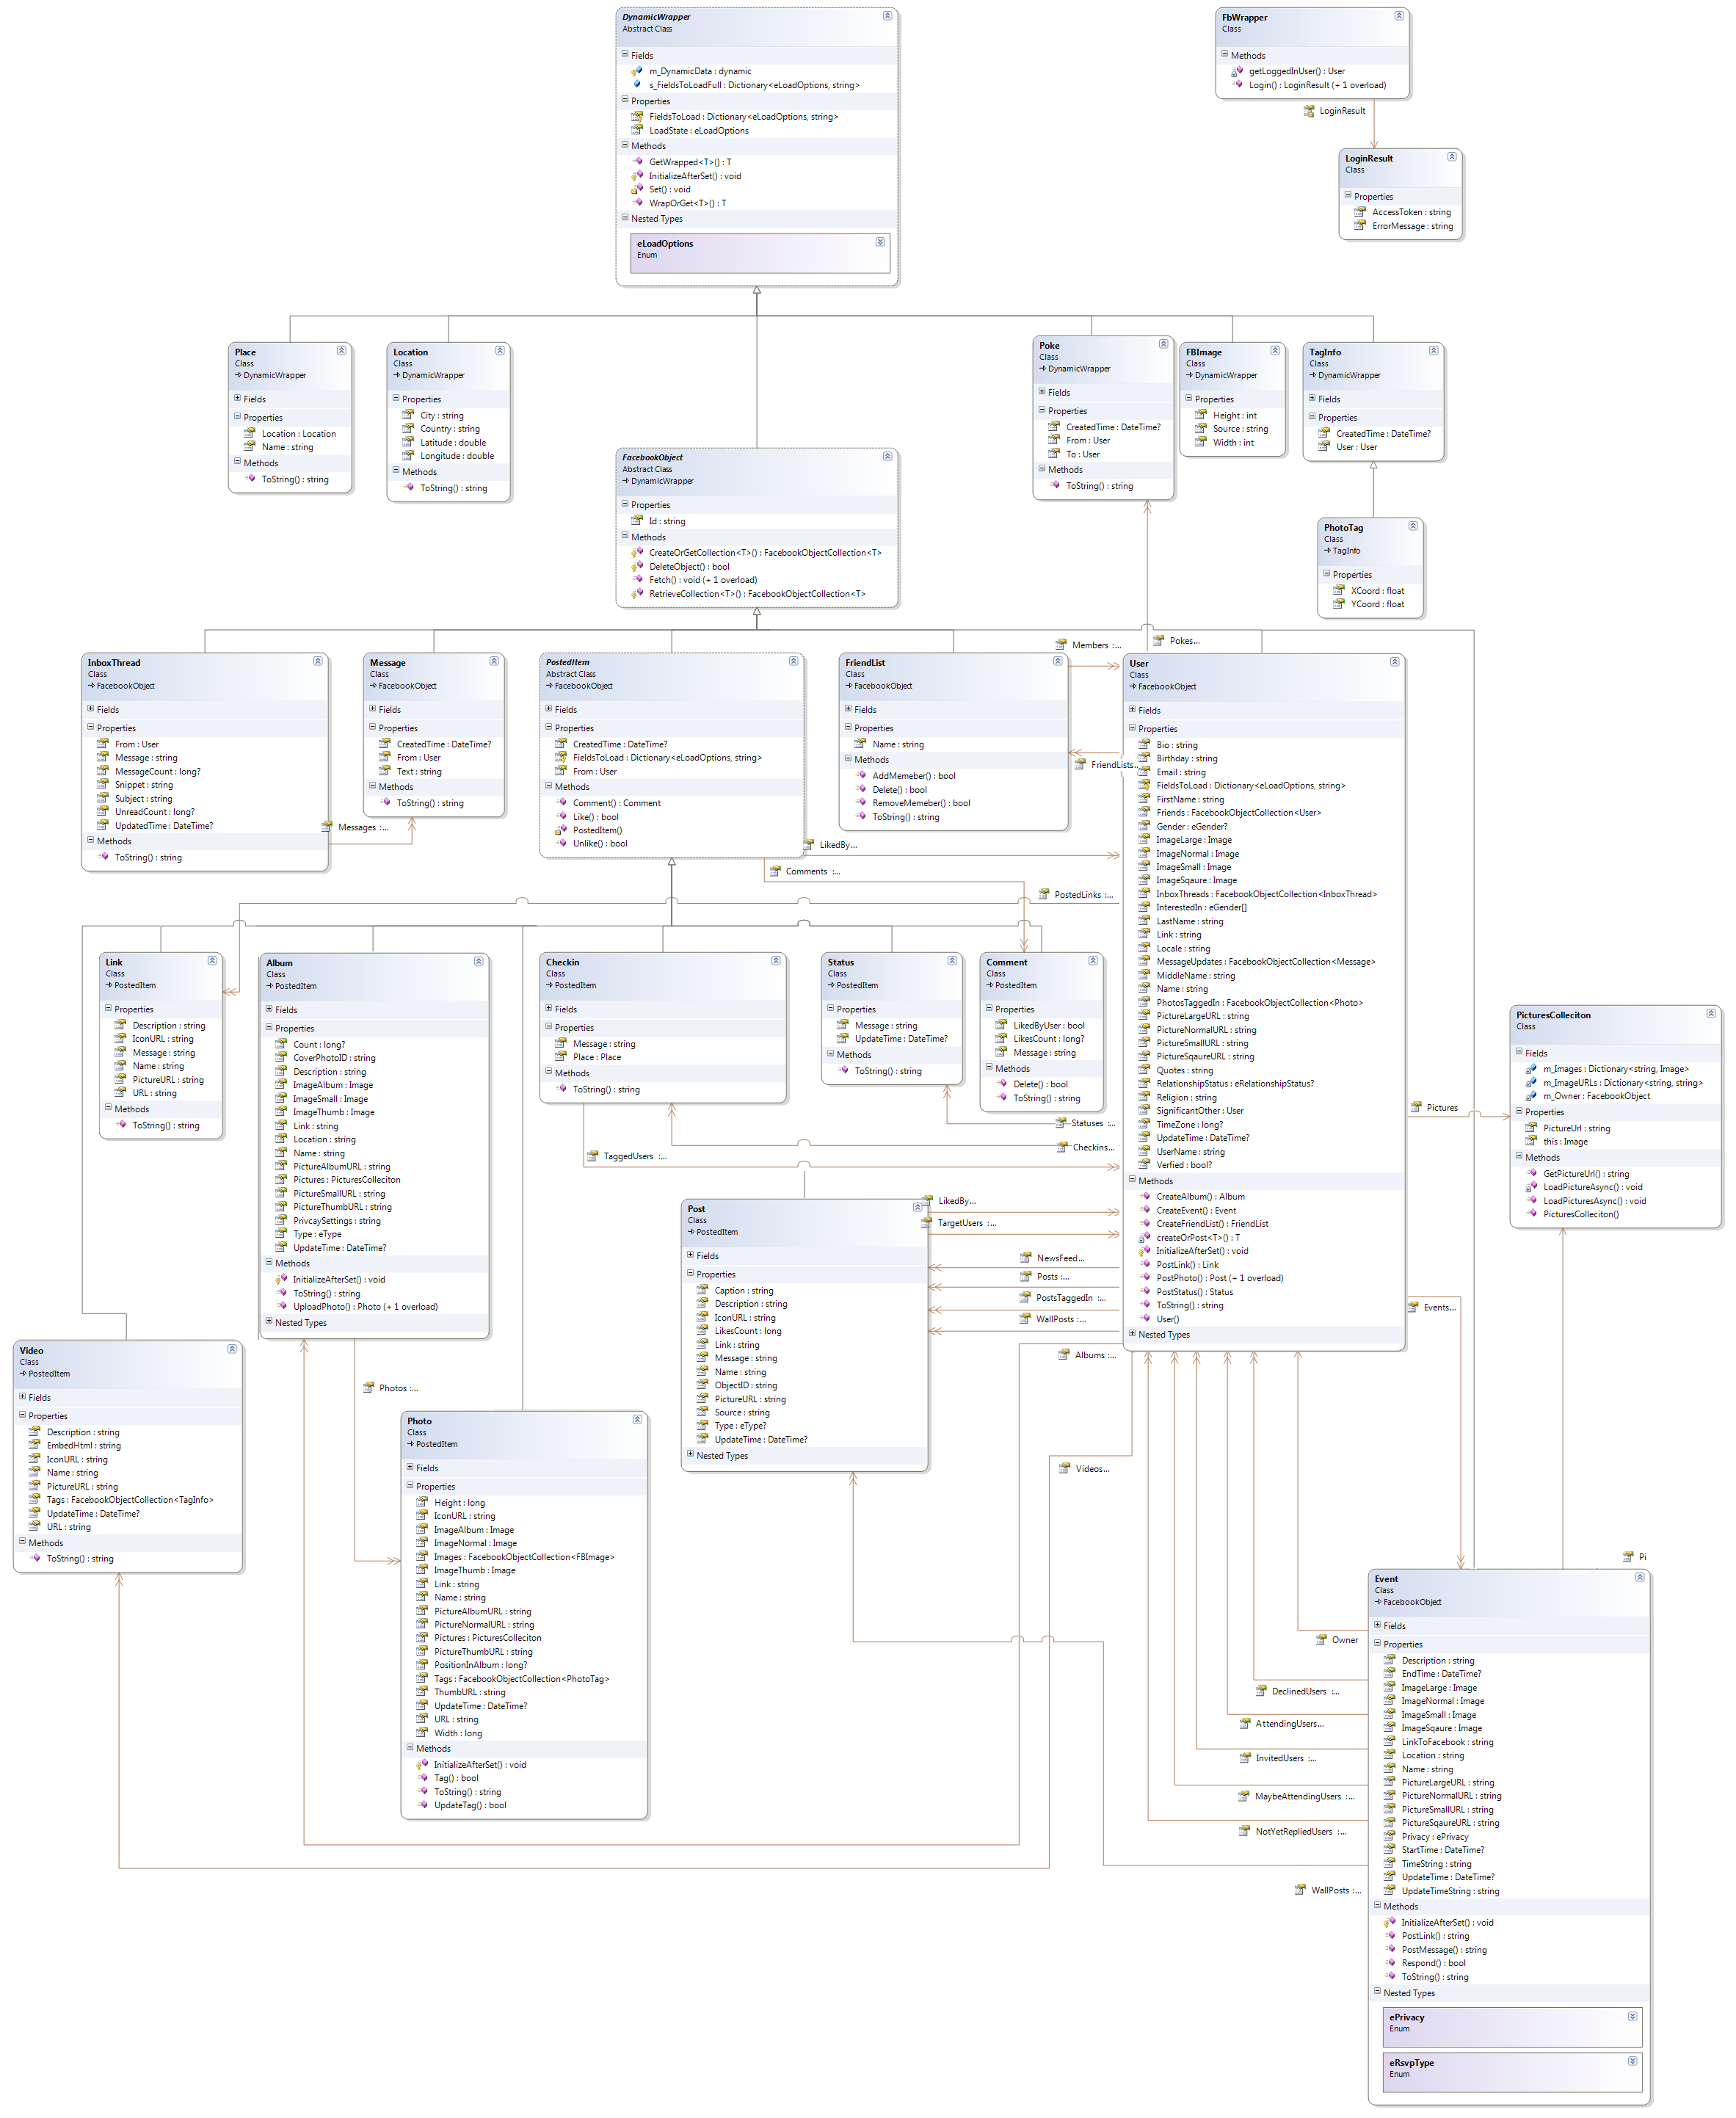 DynamicWrapper
Abstract Class
Fields
m_DynamicData : dynamic
s_FieldsToLoadFull : Dictionary<eLoadOptions, string>
Properties
FieldsToLoad : Dictionary<eLoadOptions, string>
LoadState : eLoadOptions
Methods
GetWrapped<T>() : T
InitializeAfterSet() : void
Set() : void
WrapOrGet<T>() : T
Nested Types
eLoadOptions
Enum
FbWrapper
Class
Methods
getLoggedInUser() : User
Login() : LoginResult (+ 1 overload)
LoginResult
LoginResult
Class
Properties
AccessToken : string
ErrorMessage : string
Place
Class
DynamicWrapper
Fields
Properties
Location : Location
Name : string
Methods
ToString() : string
Location
Class
DynamicWrapper
Properties
City : string
Country : string
Latitude : double
Longitude : double
Methods
ToString() : string
FacebookObject
Abstract Class
DynamicWrapper
Properties
Id : string
Methods
CreateOrGetCollection<T>() : FacebookObjectCollection<T>
DeleteObject() : bool
Fetch() : void (+ 1 overload)
RetrieveCollection<T>() : FacebookObjectCollection<T>
Poke
Class
DynamicWrapper
Fields
Properties
CreatedTime : DateTime?
From : User
To : User
Methods
ToString() : string
FBImage
Class
DynamicWrapper
Properties
Height : int
Source : string
Width : int
TagInfo
Class
DynamicWrapper
Fields
Properties
CreatedTime : DateTime?
User : User
PhotoTag
Class
TagInfo
Properties
XCoord : float
YCoord : float
InboxThread
Class
FacebookObject
Fields
Properties
From : User
Message : string
MessageCount : long?
Snippet : string
Subject : string
UnreadCount : long?
UpdatedTime : DateTime?
Methods
ToString() : string
Messages :...
Message
Class
FacebookObject
Fields
Properties
CreatedTime : DateTime?
From : User
Text : string
Methods
ToString() : string
PostedItem
Abstract Class
FacebookObject
Fields
Properties
CreatedTime : DateTime?
FieldsToLoad : Dictionary<eLoadOptions, string>
From : User
Methods
Comment() : Comment
Like() : bool
PostedItem()
Unlike() : bool
LikedBy...
Comments :...
FriendList
Class
FacebookObject
Fields
Properties
Name : string
Methods
AddMemeber() : bool
Delete() : bool
RemoveMemeber() : bool
ToString() : string
Members :...
Pokes...
FriendLists...
PostedLinks :...
User
Class
FacebookObject
Fields
Properties
Bio : string
Birthday : string
Email : string
FieldsToLoad : Dictionary<eLoadOptions, string>
FirstName : string
Friends : FacebookObjectCollection<User>
Gender : eGender?
ImageLarge : Image
ImageNormal : Image
ImageSmall : Image
ImageSqaure : Image
InboxThreads : FacebookObjectCollection<InboxThread>
InterestedIn : eGender[]
LastName : string
Link : string
Locale : string
MessageUpdates : FacebookObjectCollection<Message>
MiddleName : string
Name : string
PhotosTaggedIn : FacebookObjectCollection<Photo>
PictureLargeURL : string
PictureNormalURL : string
PictureSmallURL : string
PictureSqaureURL : string
Quotes : string
RelationshipStatus : eRelationshipStatus?
Religion : string
SignificantOther : User
TimeZone : long?
UpdateTime : DateTime?
UserName : string
Verfied : bool?
Methods
CreateAlbum() : Album
CreateEvent() : Event
CreateFriendList() : FriendList
createOrPost<T>() : T
InitializeAfterSet() : void
PostLink() : Link
PostPhoto() : Post (+ 1 overload)
PostStatus() : Status
ToString() : string
User()
Nested Types
Link
Class
PostedItem
Properties
Description : string
IconURL : string
Message : string
Name : string
PictureURL : string
URL : string
Methods
ToString() : string
Album
Class
PostedItem
Fields
Properties
Count : long?
CoverPhotoID : string
Description : string
ImageAlbum : Image
ImageSmall : Image
ImageThumb : Image
Link : string
Location : string
Name : string
PictureAlbumURL : string
Pictures : PicturesColleciton
PictureSmallURL : string
PictureThumbURL : string
PrivcaySettings : string
Type : eType
UpdateTime : DateTime?
Methods
InitializeAfterSet() : void
ToString() : string
UploadPhoto() : Photo (+ 1 overload)
Nested Types
Checkin
Class
PostedItem
Fields
Properties
Message : string
Place : Place
Methods
ToString() : string
Status
Class
PostedItem
Properties
Message : string
UpdateTime : DateTime?
Methods
ToString() : string
Comment
Class
PostedItem
Properties
LikedByUser : bool
LikesCount : long?
Message : string
Methods
Delete() : bool
ToString() : string
Statuses :...
Checkins...
TaggedUsers :...
Pictures
PicturesColleciton
Class
Fields
m_Images : Dictionary<string, Image>
m_ImageURLs : Dictionary<string, string>
m_Owner : FacebookObject
Properties
PictureUrl : string
this : Image
Methods
GetPictureUrl() : string
LoadPictureAsync() : void
LoadPicturesAsync() : void
PicturesColleciton()
Post
Class
PostedItem
Fields
Properties
Caption : string
Description : string
IconURL : string
LikesCount : long
Link : string
Message : string
Name : string
ObjectID : string
PictureURL : string
Source : string
Type : eType?
UpdateTime : DateTime?
Nested Types
LikedBy...
TargetUsers :...
NewsFeed...
Posts :...
PostsTaggedIn :...
WallPosts :...
Albums :...
Events...
Videos...
Video
Class
PostedItem
Fields
Properties
Description : string
EmbedHtml : string
IconURL : string
Name : string
PictureURL : string
Tags : FacebookObjectCollection<TagInfo>
UpdateTime : DateTime?
URL : string
Methods
ToString() : string
Photos :...
Photo
Class
PostedItem
Fields
Properties
Height : long
IconURL : string
ImageAlbum : Image
ImageNormal : Image
Images : FacebookObjectCollection<FBImage>
ImageThumb : Image
Link : string
Name : string
PictureAlbumURL : string
PictureNormalURL : string
Pictures : PicturesColleciton
PictureThumbURL : string
PositionInAlbum : long?
Tags : FacebookObjectCollection<PhotoTag>
ThumbURL : string
UpdateTime : DateTime?
URL : string
Width : long
Methods
InitializeAfterSet() : void
Tag() : bool
ToString() : string
UpdateTag() : bool
Pi
Owner
DeclinedUsers :...
AttendingUsers...
InvitedUsers :...
MaybeAttendingUsers :...
NotYetRepliedUsers :...
WallPosts :...
Event
Class
FacebookObject
Fields
Properties
Description : string
EndTime : DateTime?
ImageLarge : Image
ImageNormal : Image
ImageSmall : Image
ImageSqaure : Image
LinkToFacebook : string
Location : string
Name : string
PictureLargeURL : string
PictureNormalURL : string
PictureSmallURL : string
PictureSqaureURL : string
Privacy : ePrivacy
StartTime : DateTime?
TimeString : string
UpdateTime : DateTime?
UpdateTimeString : string
Methods
InitializeAfterSet() : void
PostLink() : string
PostMessage() : string
Respond() : bool
ToString() : string
Nested Types
ePrivacy
Enum
eRsvpType
Enum